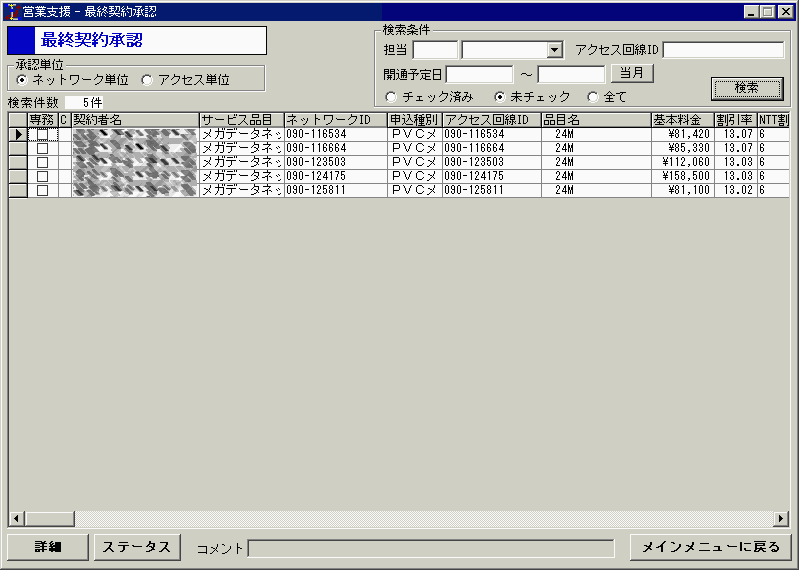 営業支援 - 最終契約承認
最終契約承認
承認単位
ネットワーク単位 アクセス単位
検索件数 5件
検索条件
担当 アクセス回線ID
開通予定日 ～ 当月
チェック済み 未チェック 全て
検索
専務 C 契約者名 サービス品目 ネットワークID 申込種別 アクセス回線ID 品目名 基本料金 割引率 NTT割
メガデータネッ 090-116534 ＰＶＣメ 090-116534 24M ¥81,420 13.07 6
メガデータネッ 090-116664 ＰＶＣメ 090-116664 24M ¥85,330 13.07 6
メガデータネッ 090-123503 ＰＶＣメ 090-123503 24M ¥112,060 13.03 6
メガデータネッ 090-124175 ＰＶＣメ 090-124175 24M ¥158,500 13.03 6
メガデータネッ 090-125811 ＰＶＣメ 090-125811 24M ¥81,100 13.02 6
詳細 ステータス コメント メインメニューに戻る